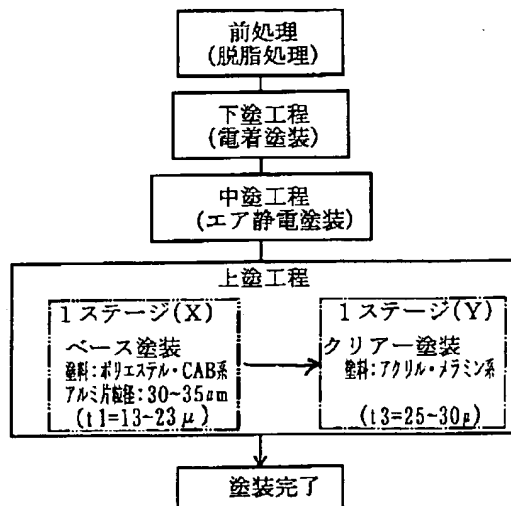 前処理
(脱脂処理)
下塗工程
(電着塗装)
中塗工程
(エア静電塗装)
上塗工程
1ステージ(X)
ベース塗装
塗料:ポリエステル・CAB系
アルミ片粒径:30~35μm
(t1=13~23μ)
1ステージ(Y)
クリアー塗装
塗料:アクリル・メラミン系
(t3=25~30μ)
塗装完了